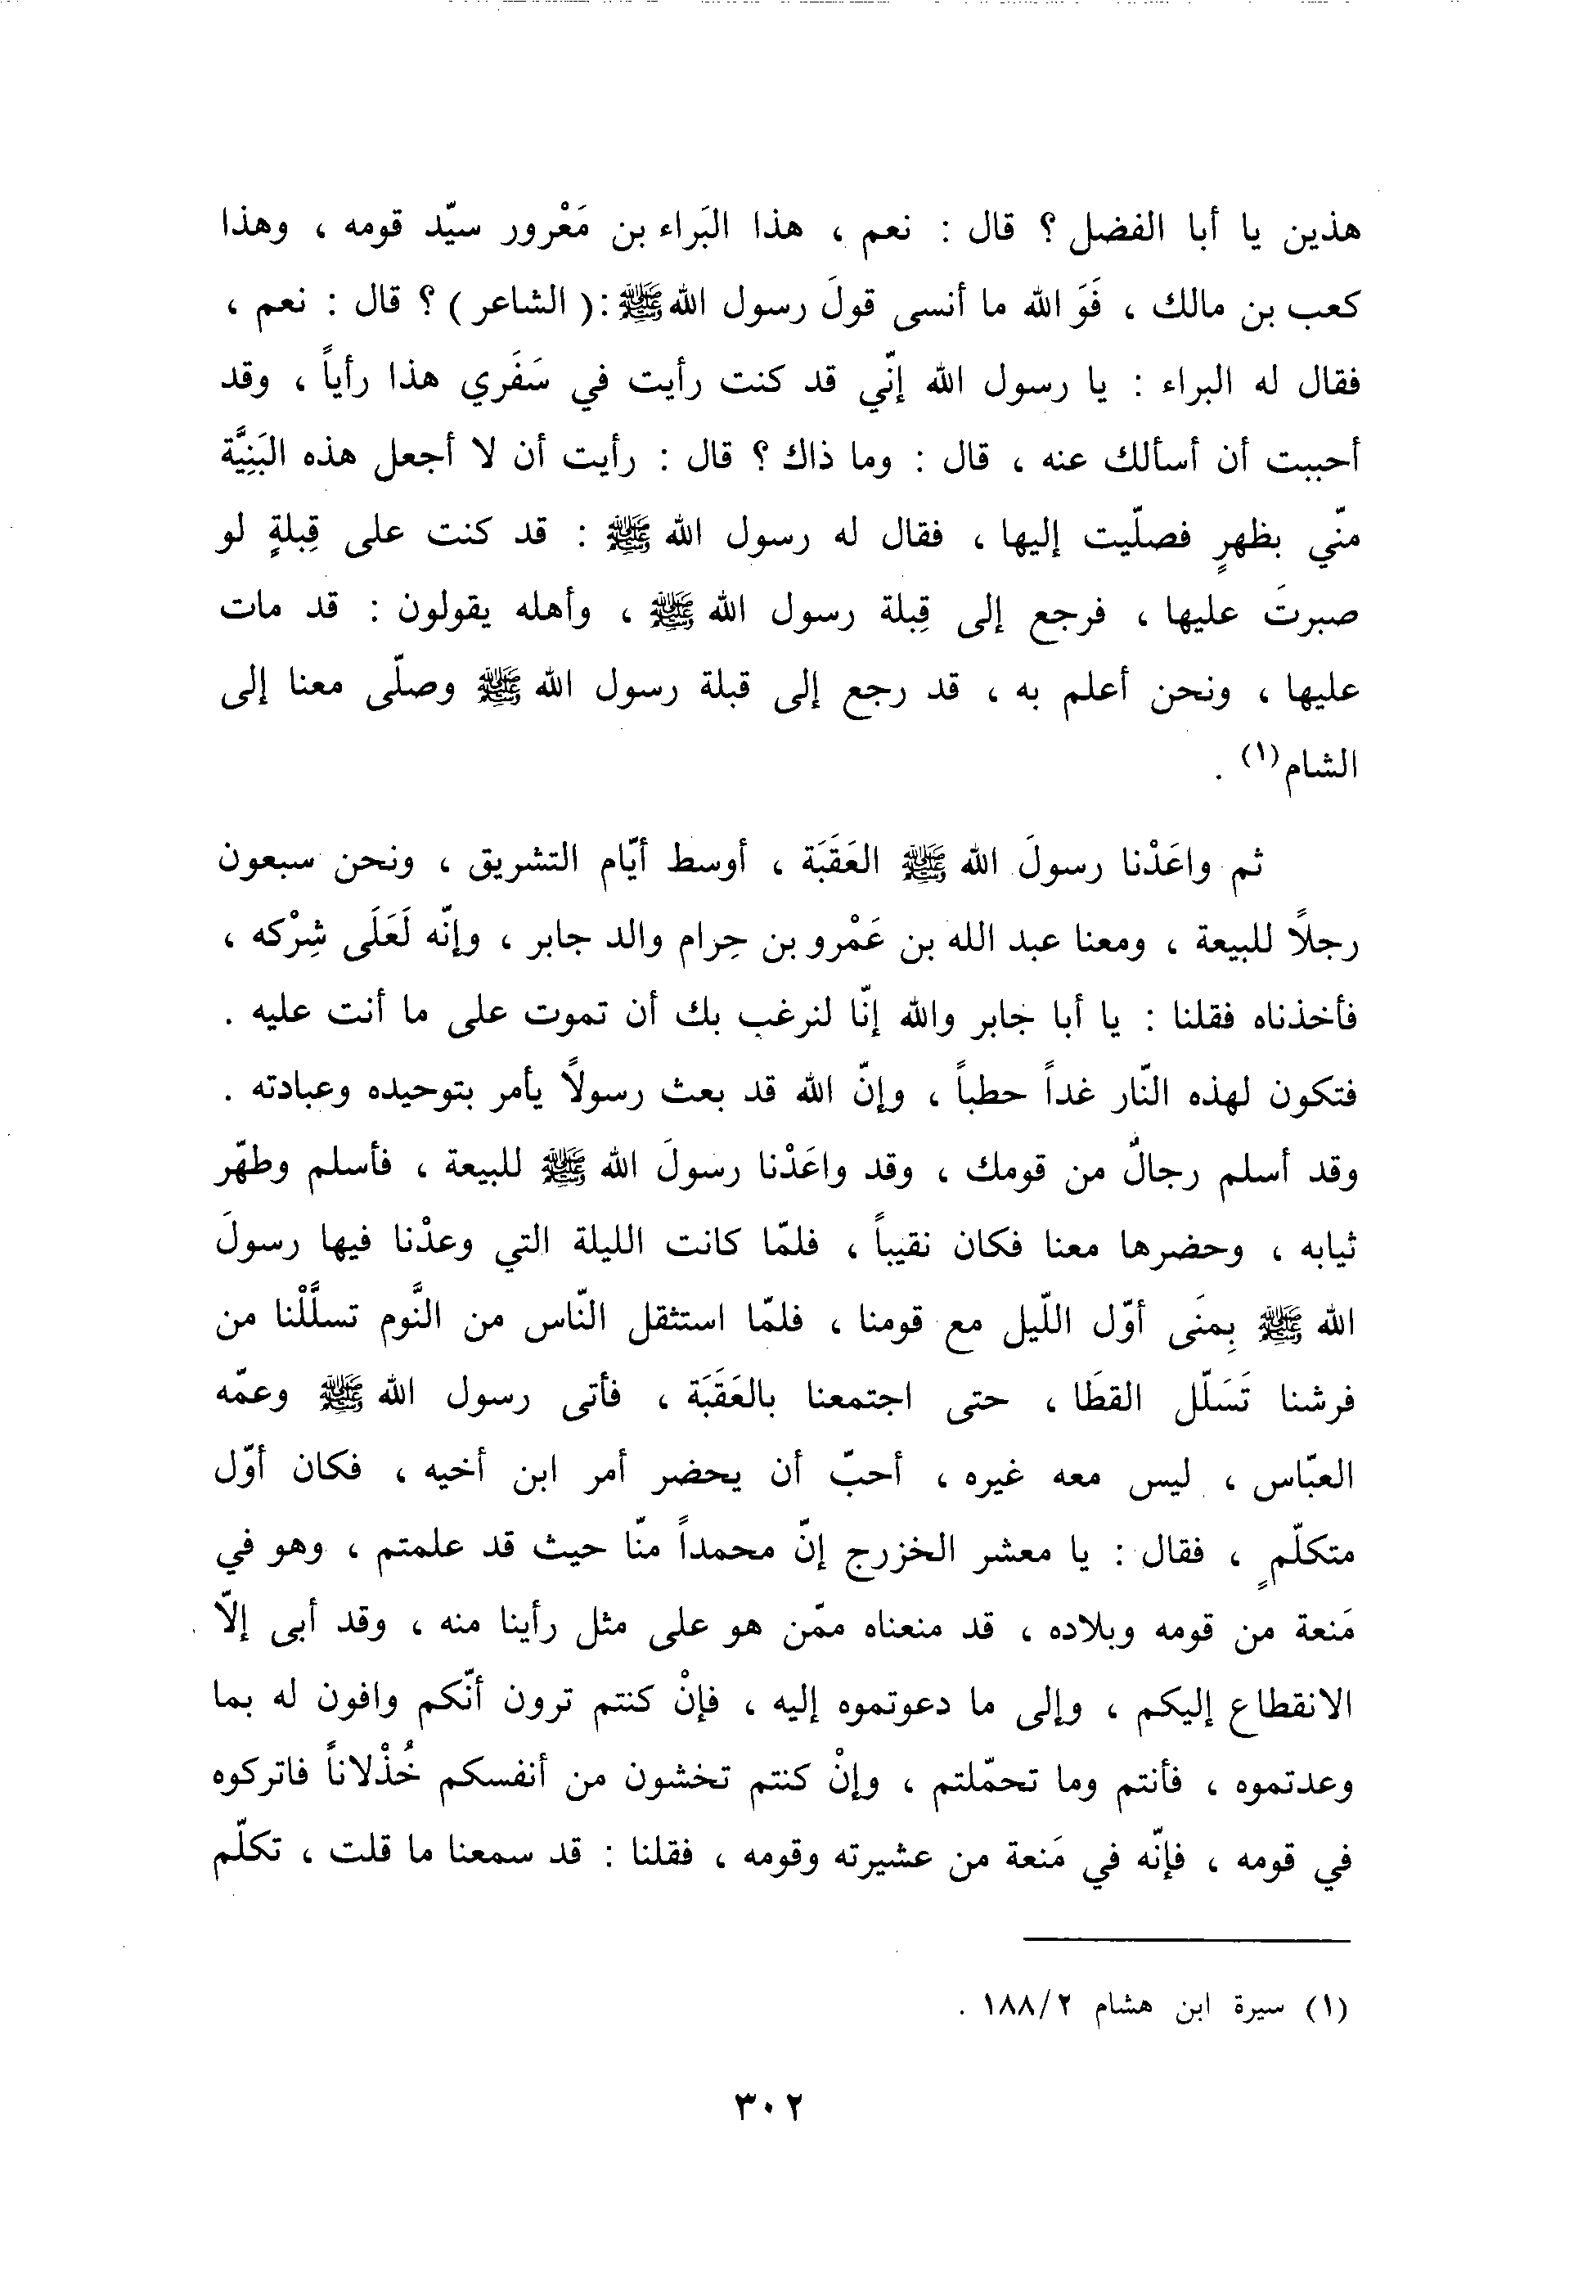 هذين يا أبا الفضل ؟ قال : نعم ، هذا البَراء بن مَعْرور سيّد قومه ، وهذا
كعب بن مالك ، فَوَ الله ما أنسى قولَ رسول الله ﷺ :( الشاعر ) ؟ قال : نعم ،
فقال له البراء : يا رسول الله إنّي قد كنت رأيت في سَفَري هذا رأياً ، وقد
أحببت أن أسألك عنه ، قال : وما ذاك ؟ قال : رأيت أن لا أجعل هذه البَنِيَّة
منّي بظهرٍ فصلّيت إليها ، فقال له رسول الله ﷺ : قد كنت على قِبلةٍ لو
صبرتَ عليها ، فرجع إلى قِبلة رسول الله ﷺ ، وأهله يقولون : قد مات
عليها ، ونحن أعلم به ، قد رجع إلى قبلة رسول الله ﷺ وصلّى معنا إلى
الشام(١) .
ثم واعَدْنا رسولَ الله ﷺ العَقَبَة ، أوسط أيّام التشريق ، ونحن سبعون
رجلاً للبيعة ، ومعنا عبد الله بن عَمْرو بن حِرام والد جابر ، وإنّه لَعَلَى شِرْكه ،
فأخذناه فقلنا : يا أبا جابر والله إنّا لنرغب بك أن تموت على ما أنت عليه .
فتكون لهذه النّار غداً حطباً ، وإنّ الله قد بعث رسولاً يأمر بتوحيده وعبادته .
وقد أسلم رجالٌ من قومك ، وقد واعَدْنا رسولَ الله ﷺ للبيعة ، فأسلم وطهّر
ثيابه ، وحضرها معنا فكان نقيباً ، فلمّا كانت الليلة التي وعدْنا فيها رسولَ
الله ﷺ بِمنَى أوّل اللّيل مع قومنا ، فلمّا استثقل النّاس من النَّوم تسلَّلْنا من
فرشنا تَسَلّل القطَا ، حتى اجتمعنا بالعَقَبَة ، فأتى رسول الله ﷺ وعمّه
العبّاس ، ليس معه غيره ، أحبّ أن يحضر أمر ابن أخيه ، فكان أوّل
متكلّمٍ ، فقال : يا معشر الخزرج إنّ محمداً منّا حيث قد علمتم ، وهو في
مَنعة من قومه وبلاده ، قد منعناه ممّن هو على مثل رأينا منه ، وقد أبى إلاّ
الانقطاع إليكم ، وإلى ما دعوتموه إليه ، فإنْ كنتم ترون أنّكم وافون له بما
وعدتموه ، فأنتم وما تحمّلتم ، وإنْ كنتم تخشون من أنفسكم خُذْلاناً فاتركوه
في قومه ، فإنّه في مَنعة من عشيرته وقومه ، فقلنا : قد سمعنا ما قلت ، تكلّم
(١) سيرة ابن هشام ٢/١٨٨ .
٣٠٢